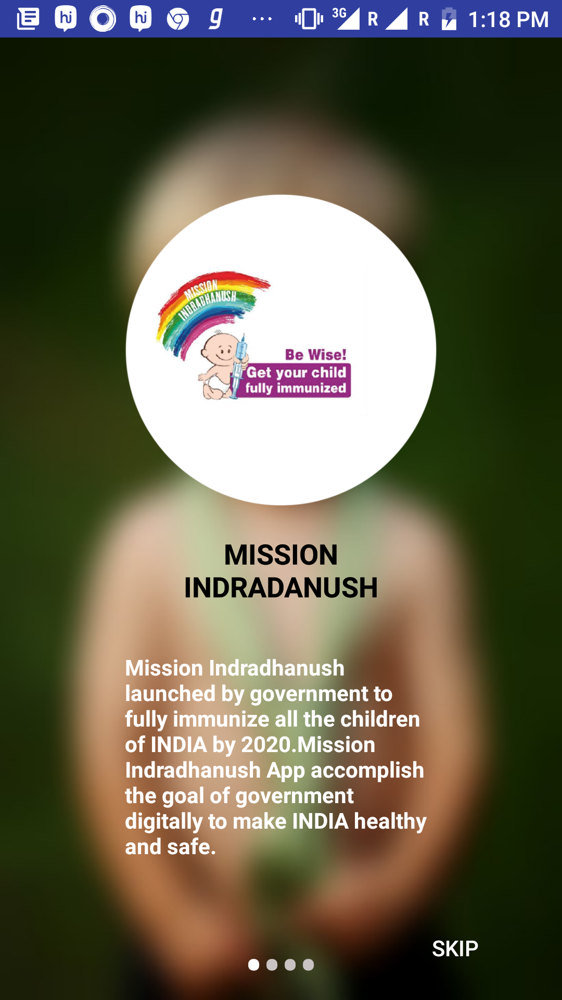 hi hi g ... 3G R R 1:18 PM
MISSION
INDRADHANUSH
Be Wise!
Get your child
fully immunized
MISSION
INDRADANUSH
Mission Indradhanush
launched by government to
fully immunize all the children
of INDIA by 2020.Mission
Indradhanush App accomplish
the goal of government
digitally to make INDIA healthy
and safe.
SKIP